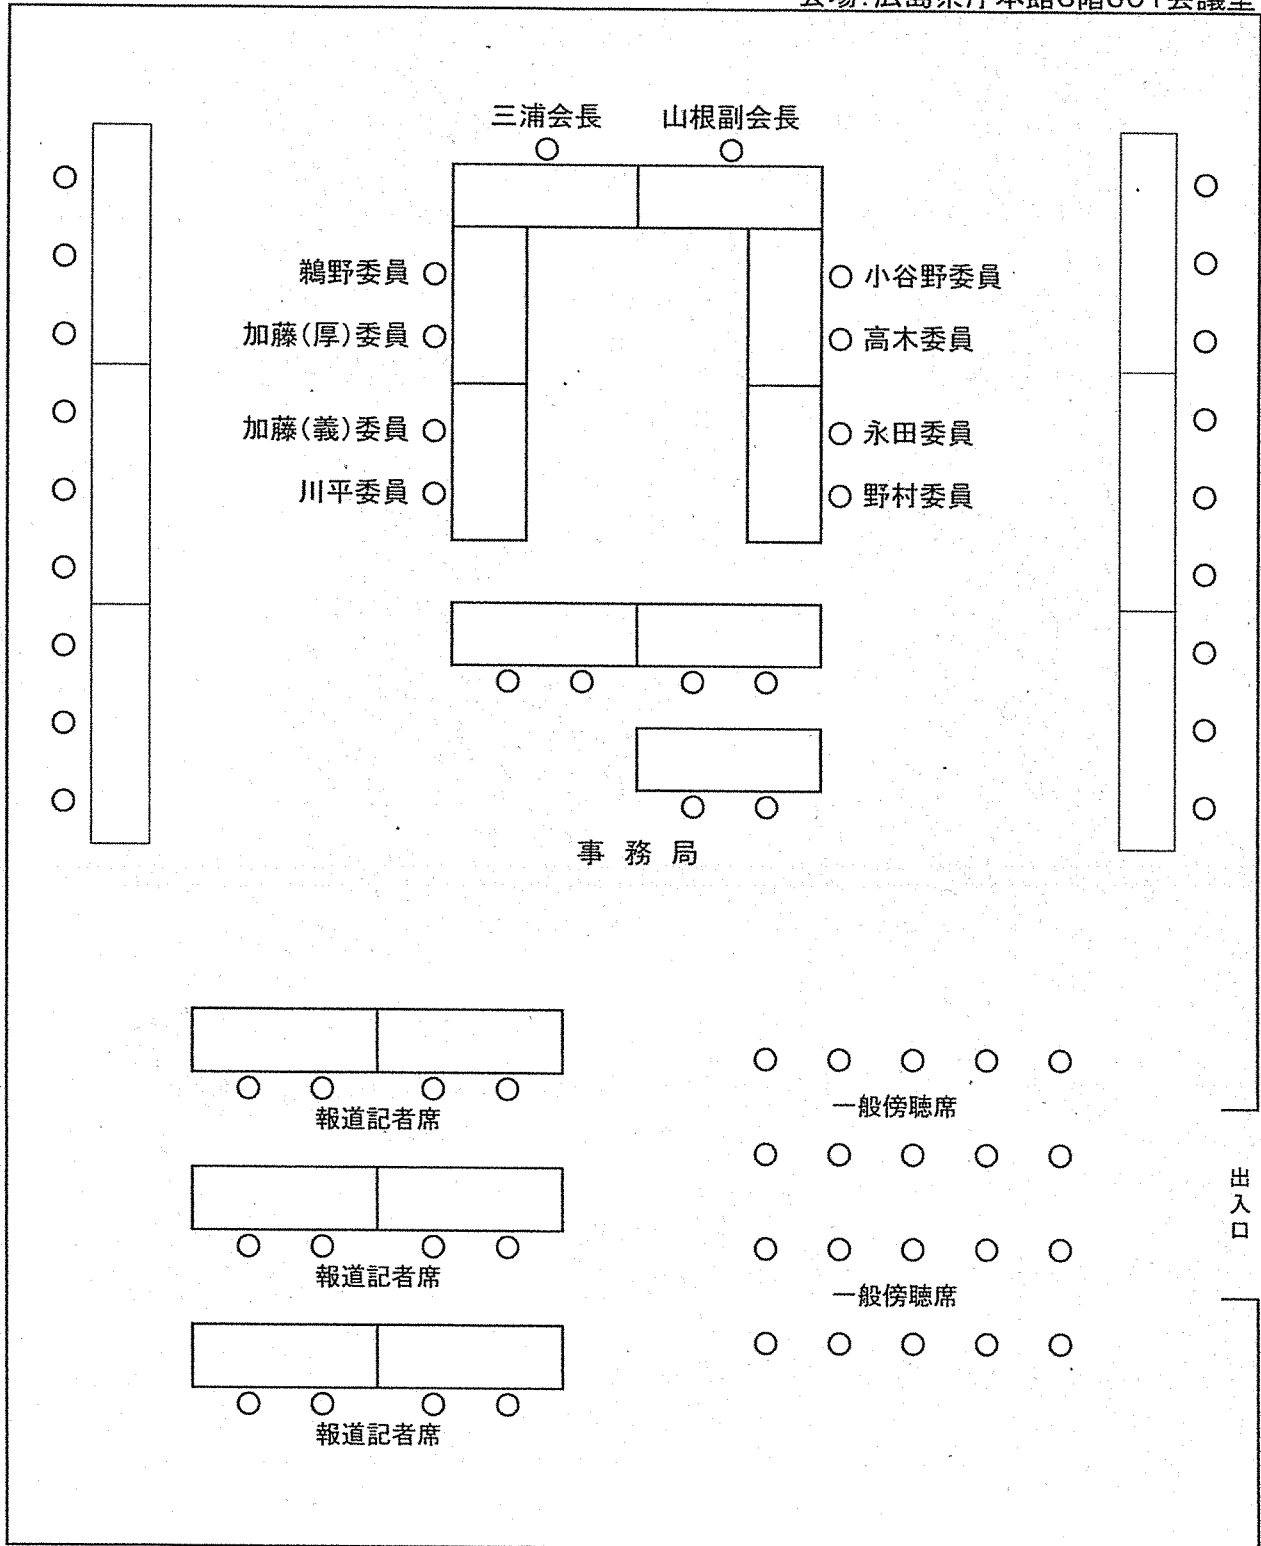 三浦会長　山根副会長
鵜野委員　小谷野委員
加藤(厚)委員　高木委員
加藤(義)委員　永田委員
川平委員　野村委員
事務局
報道記者席　一般傍聴席
出入口
報道記者席　一般傍聴席
報道記者席